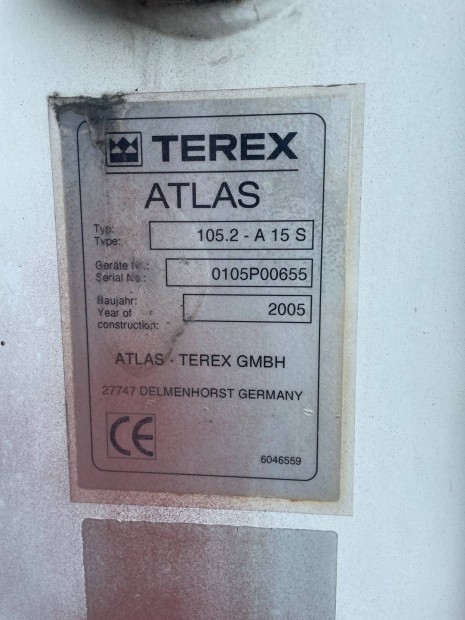 TEREX
ATLAS
Typ:
Type:
105.2 - A 15 S
Geräte Nr.:
Serial No.:
0105P00655
Baujahr:
Year of
construction:
2005
ATLAS - TEREX GMBH
27747 DELMENHORST GERMANY
CE
6046559